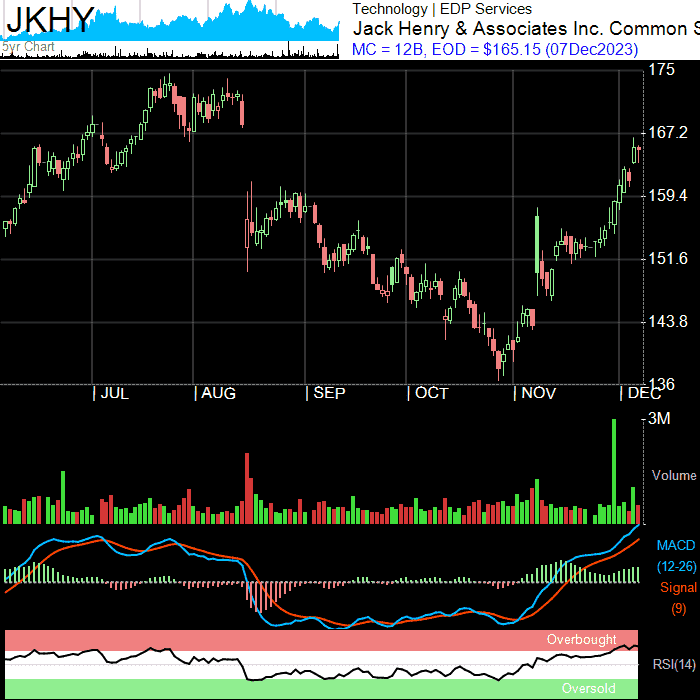 JKHY
5yr Chart
Technology | EDP Services
Jack Henry & Associates Inc. Common S
MC = 12B, EOD = $165.15 (07Dec2023)
175
167.2
159.4
151.6
143.8
136
JUL AUG SEP OCT NOV DEC
3M
Volume
MACD
(12-26)
Signal
(9)
Overbought
RSI(14)
Oversold